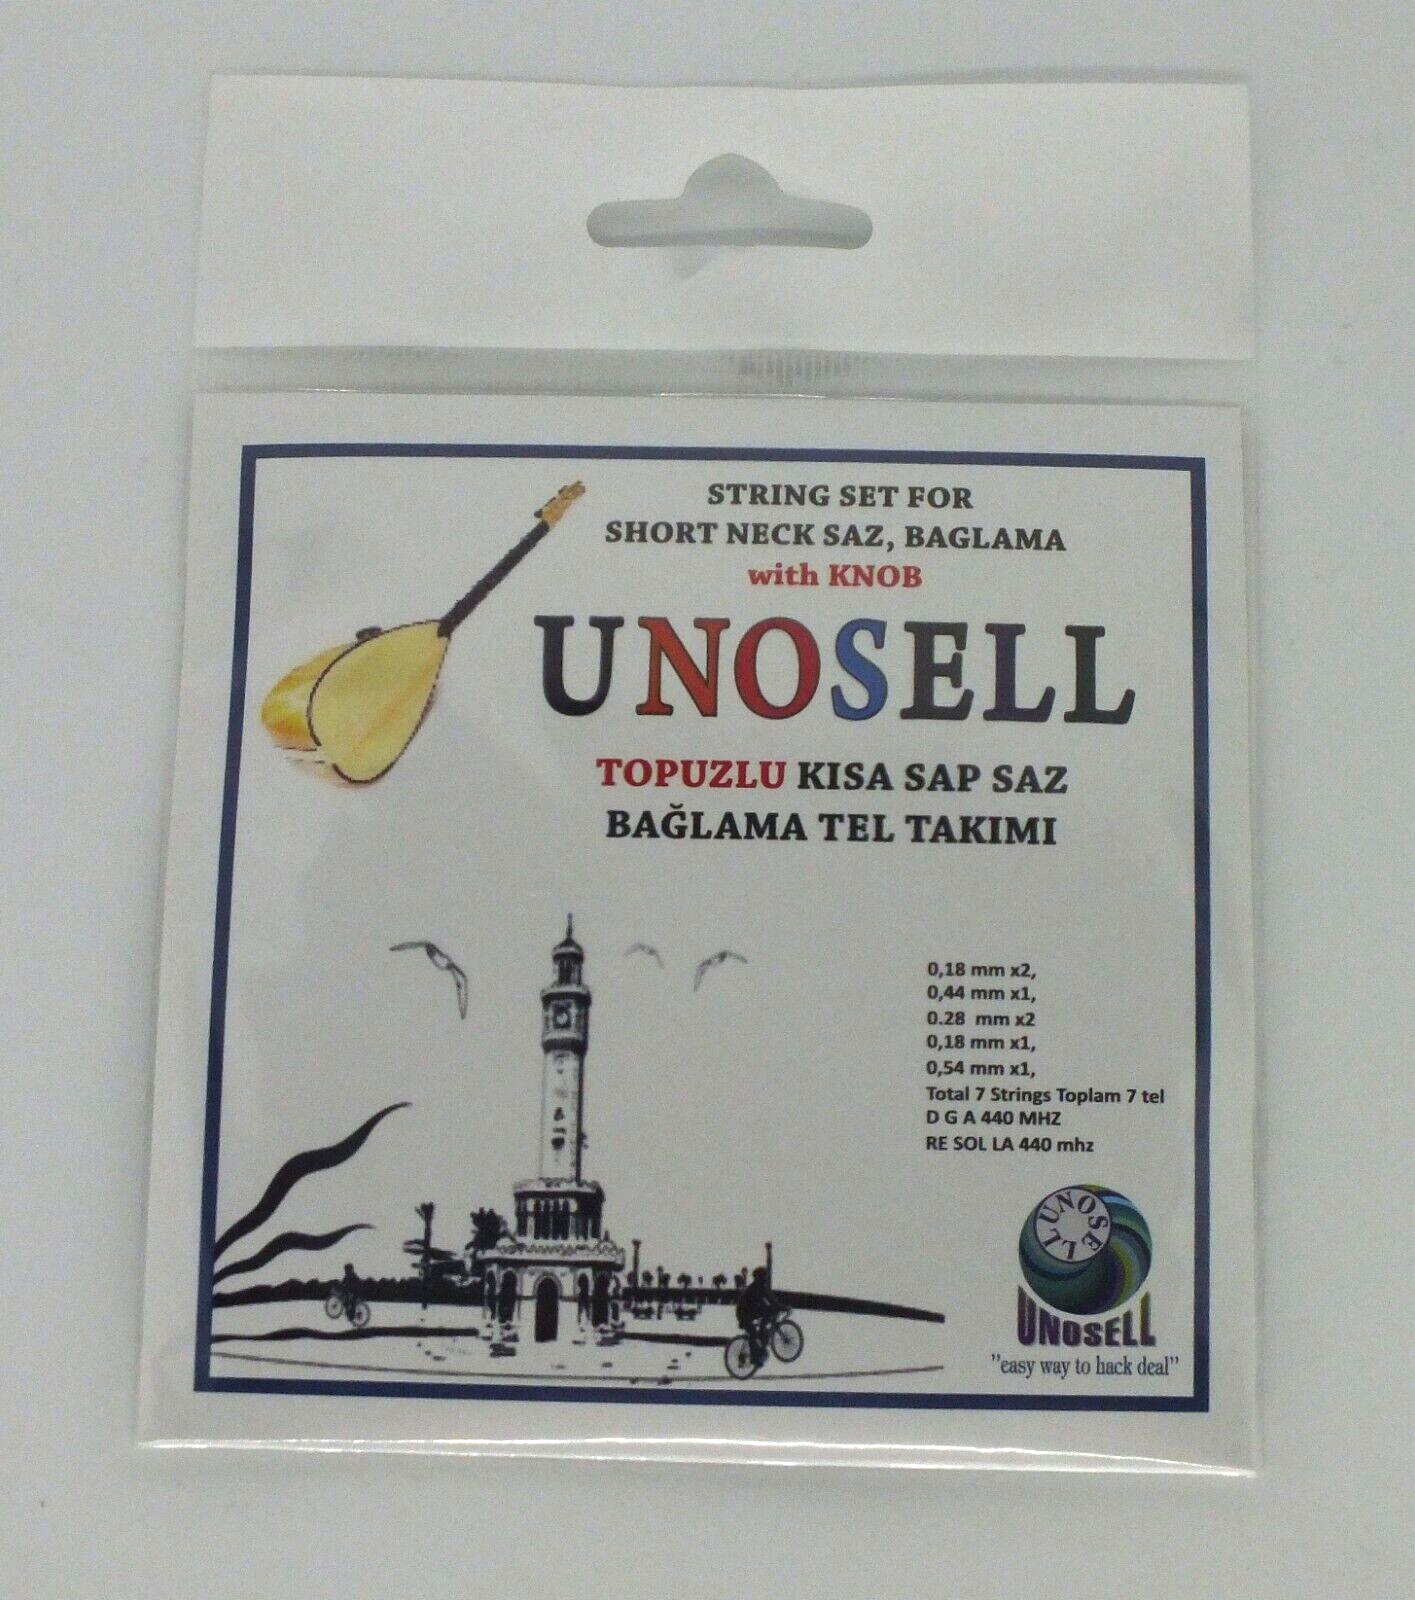 STRING SET FOR
SHORT NECK SAZ, BAGLAMA
with KNOB
UNOSELL
TOPUZLU KISA SAP SAZ
BAĞLAMA TEL TAKIMI
0,18 mm x2,
0,44 mm x1,
0.28 mm x2
0,18 mm x1,
0,54 mm x1,
Total 7 Strings Toplam 7 tel
D G A 440 MHZ
RE SOL LA 440 mhz
UNOSELL
UNOSELL
"easy way to hack deal"